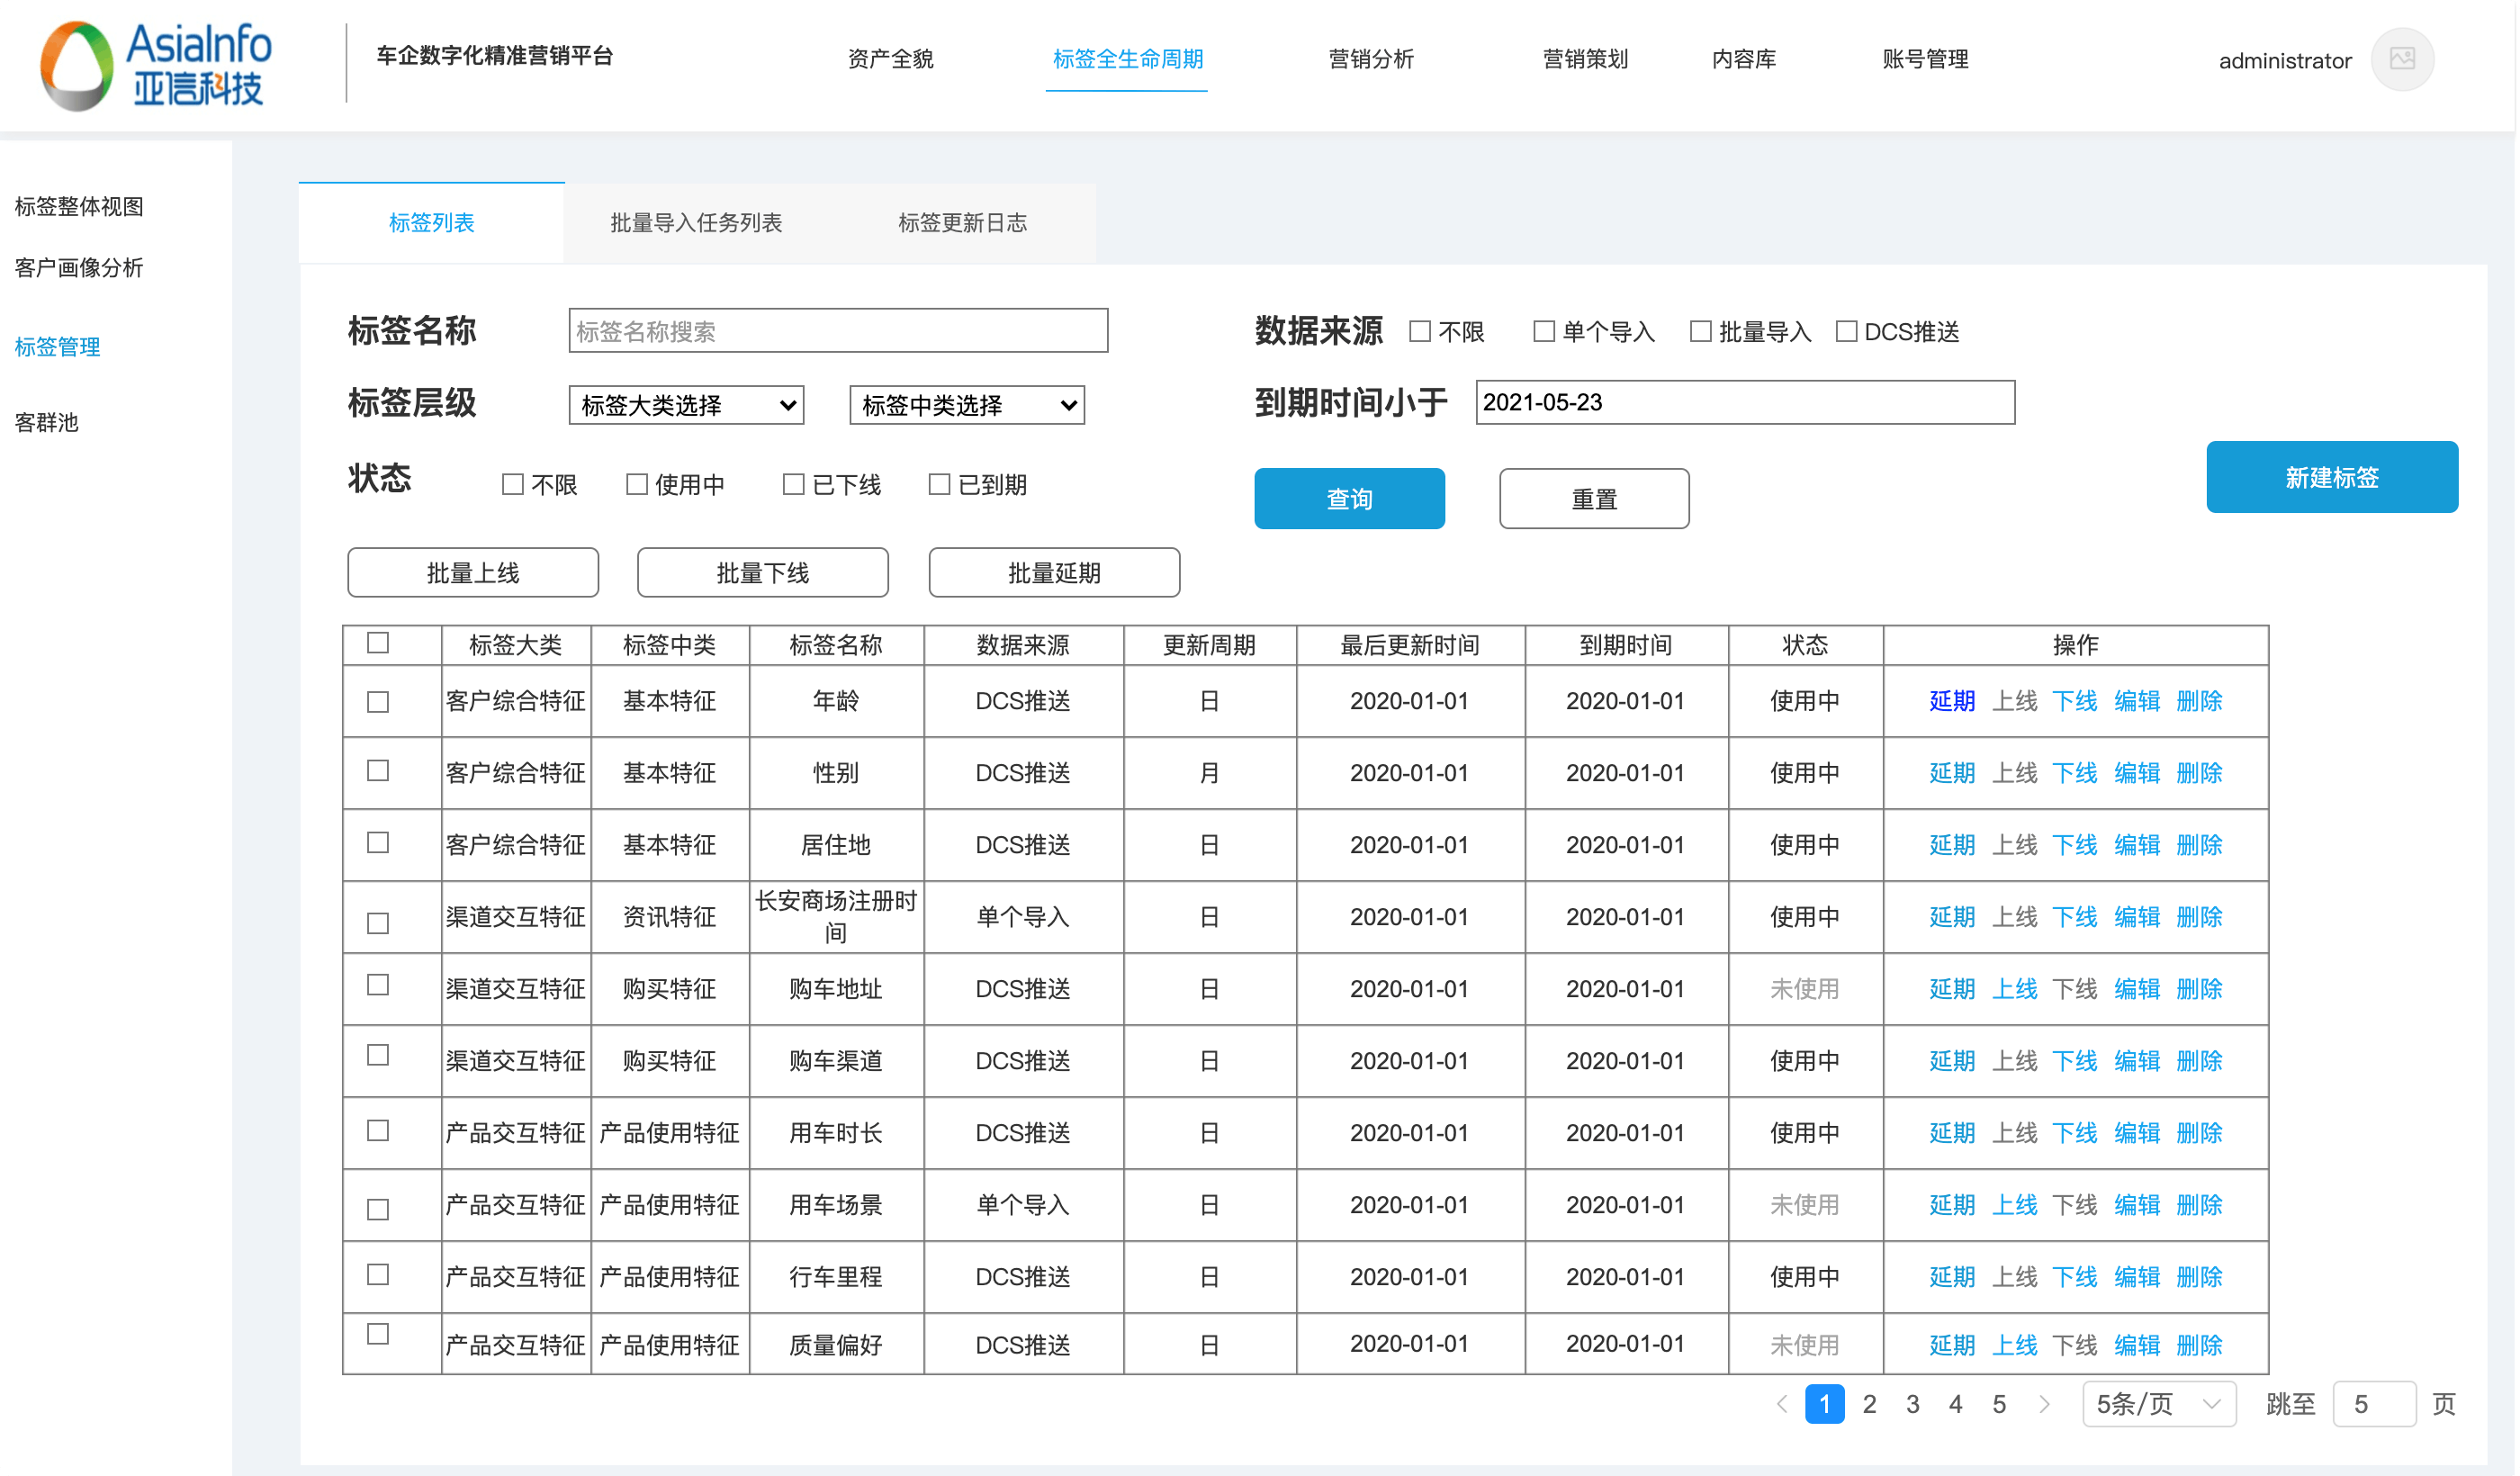 AsiaInfo
亚信科技
车企数字化精准营销平台
资产全貌 标签全生命周期 营销分析 营销策划 内容库 账号管理 administrator
标签整体视图
客户画像分析
标签管理
客群池
标签列表 批量导入任务列表 标签更新日志
标签名称 标签名称搜索 数据来源 不限 单个导入 批量导入 DCS推送
标签层级 标签大类选择 标签中类选择 到期时间小于 2021-05-23
状态 不限 使用中 已下线 已到期 查询 重置 新建标签
批量上线 批量下线 批量延期
标签大类 标签中类 标签名称 数据来源 更新周期 最后更新时间 到期时间 状态 操作
客户综合特征 基本特征 年龄 DCS推送 日 2020-01-01 2020-01-01 使用中 延期 上线 下线 编辑 删除
客户综合特征 基本特征 性别 DCS推送 月 2020-01-01 2020-01-01 使用中 延期 上线 下线 编辑 删除
客户综合特征 基本特征 居住地 DCS推送 日 2020-01-01 2020-01-01 使用中 延期 上线 下线 编辑 删除
渠道交互特征 资讯特征 长安商场注册时间 单个导入 日 2020-01-01 2020-01-01 使用中 延期 上线 下线 编辑 删除
渠道交互特征 购买特征 购车地址 DCS推送 日 2020-01-01 2020-01-01 未使用 延期 上线 下线 编辑 删除
渠道交互特征 购买特征 购车渠道 DCS推送 日 2020-01-01 2020-01-01 使用中 延期 上线 下线 编辑 删除
产品交互特征 产品使用特征 用车时长 DCS推送 日 2020-01-01 2020-01-01 使用中 延期 上线 下线 编辑 删除
产品交互特征 产品使用特征 用车场景 单个导入 日 2020-01-01 2020-01-01 未使用 延期 上线 下线 编辑 删除
产品交互特征 产品使用特征 行车里程 DCS推送 日 2020-01-01 2020-01-01 使用中 延期 上线 下线 编辑 删除
产品交互特征 产品使用特征 质量偏好 DCS推送 日 2020-01-01 2020-01-01 未使用 延期 上线 下线 编辑 删除
1 2 3 4 5 5条/页 跳至 5 页